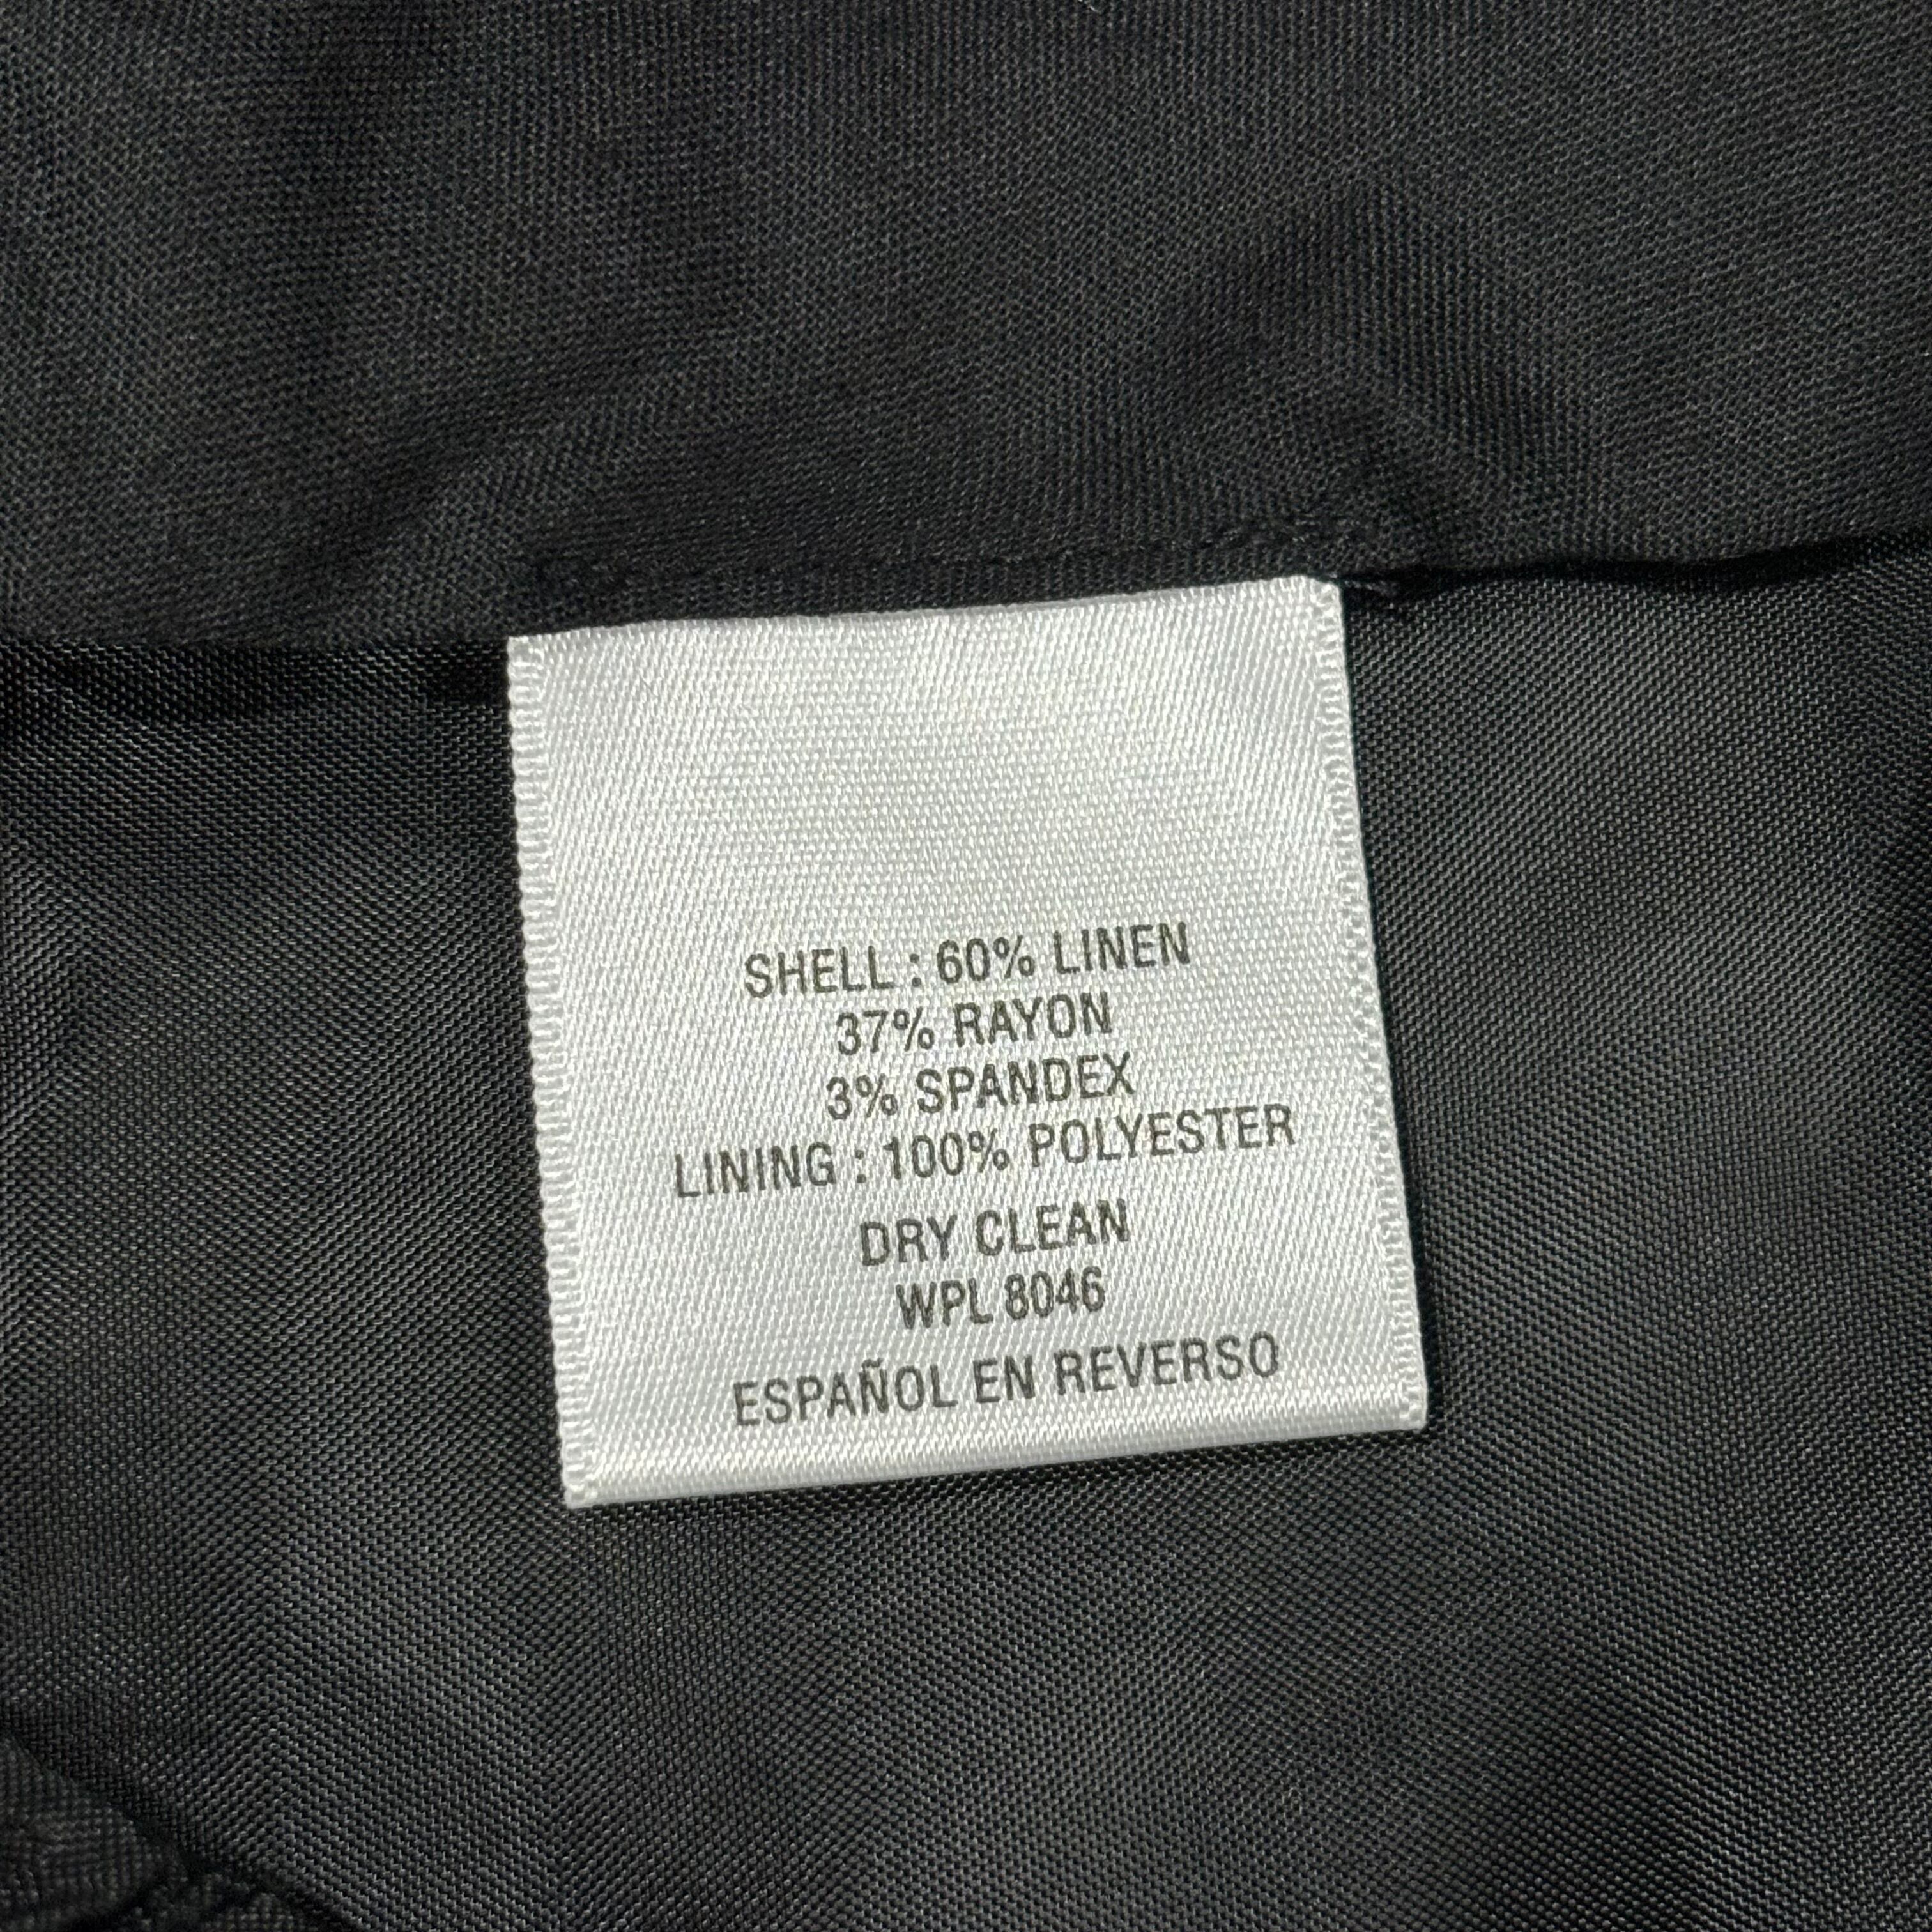 SHELL : 60% LINEN
37% RAYON
3% SPANDEX
LINING : 100% POLYESTER
DRY CLEAN
WPL 8046
ESPAÑOL EN REVERSO